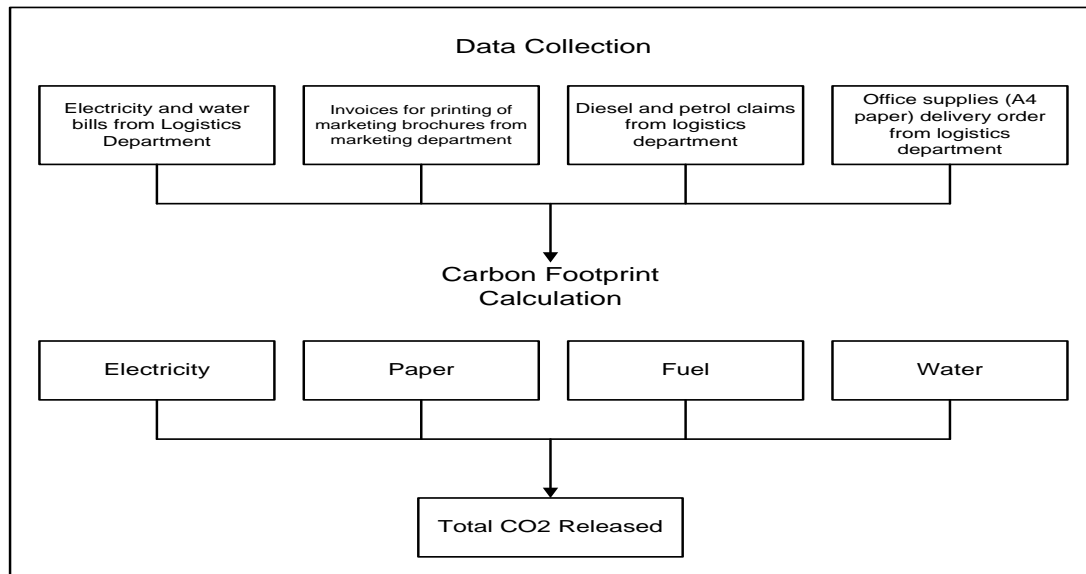 Data Collection
Electricity and water
bills from Logistics
Department
Invoices for printing of
marketing brochures from
marketing department
Diesel and petrol claims
from logistics
department
Office supplies (A4
paper) delivery order
from logistics
department
Carbon Footprint
Calculation
Electricity
Paper
Fuel
Water
Total CO2 Released